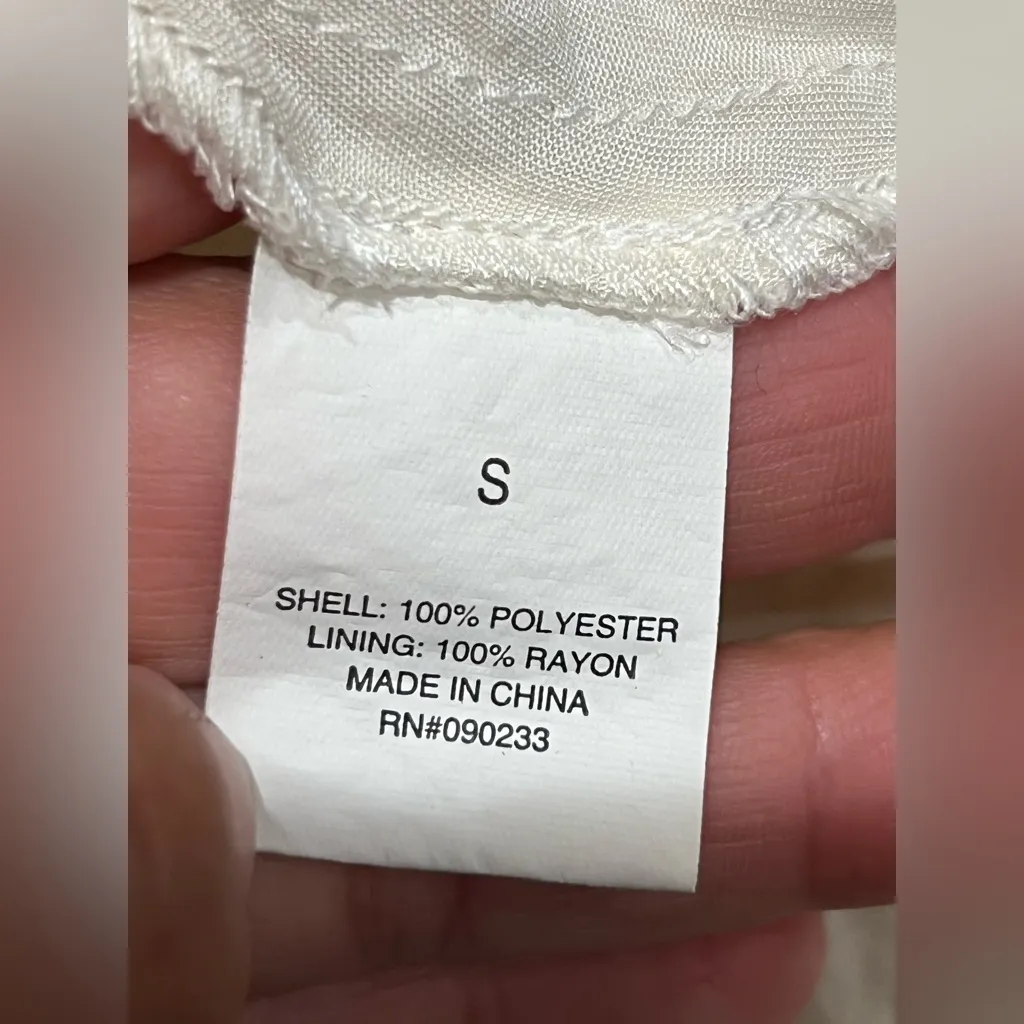 S
SHELL: 100% POLYESTER
LINING: 100% RAYON
MADE IN CHINA
RN#090233